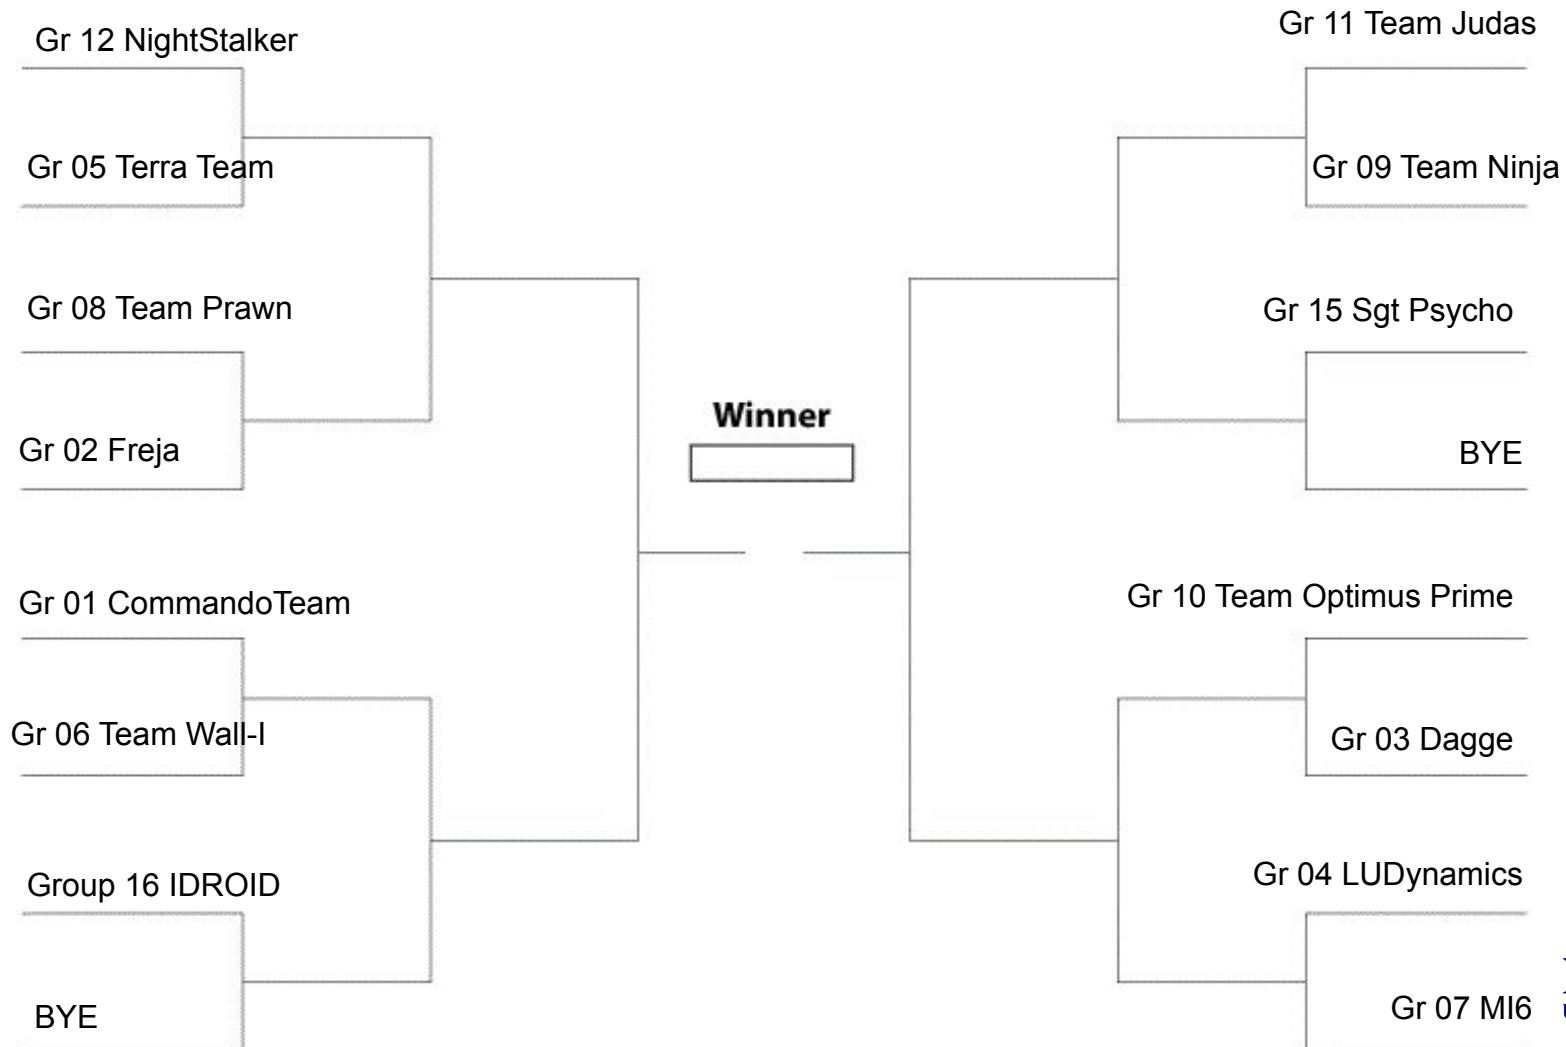 Gr 12 NightStalker
Gr 05 Terra Team
Gr 08 Team Prawn
Gr 02 Freja
Gr 01 CommandoTeam
Gr 06 Team Wall-I
Group 16 IDROID
BYE
Winner
Gr 11 Team Judas
Gr 09 Team Ninja
Gr 15 Sgt Psycho
BYE
Gr 10 Team Optimus Prime
Gr 03 Dagge
Gr 04 LUDynamics
Gr 07 MI6